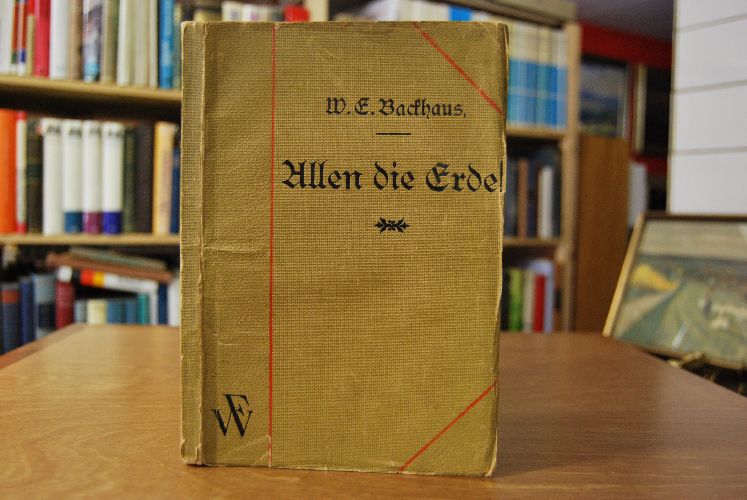 W. E. Backhaus.
Allen die Erde!
WF